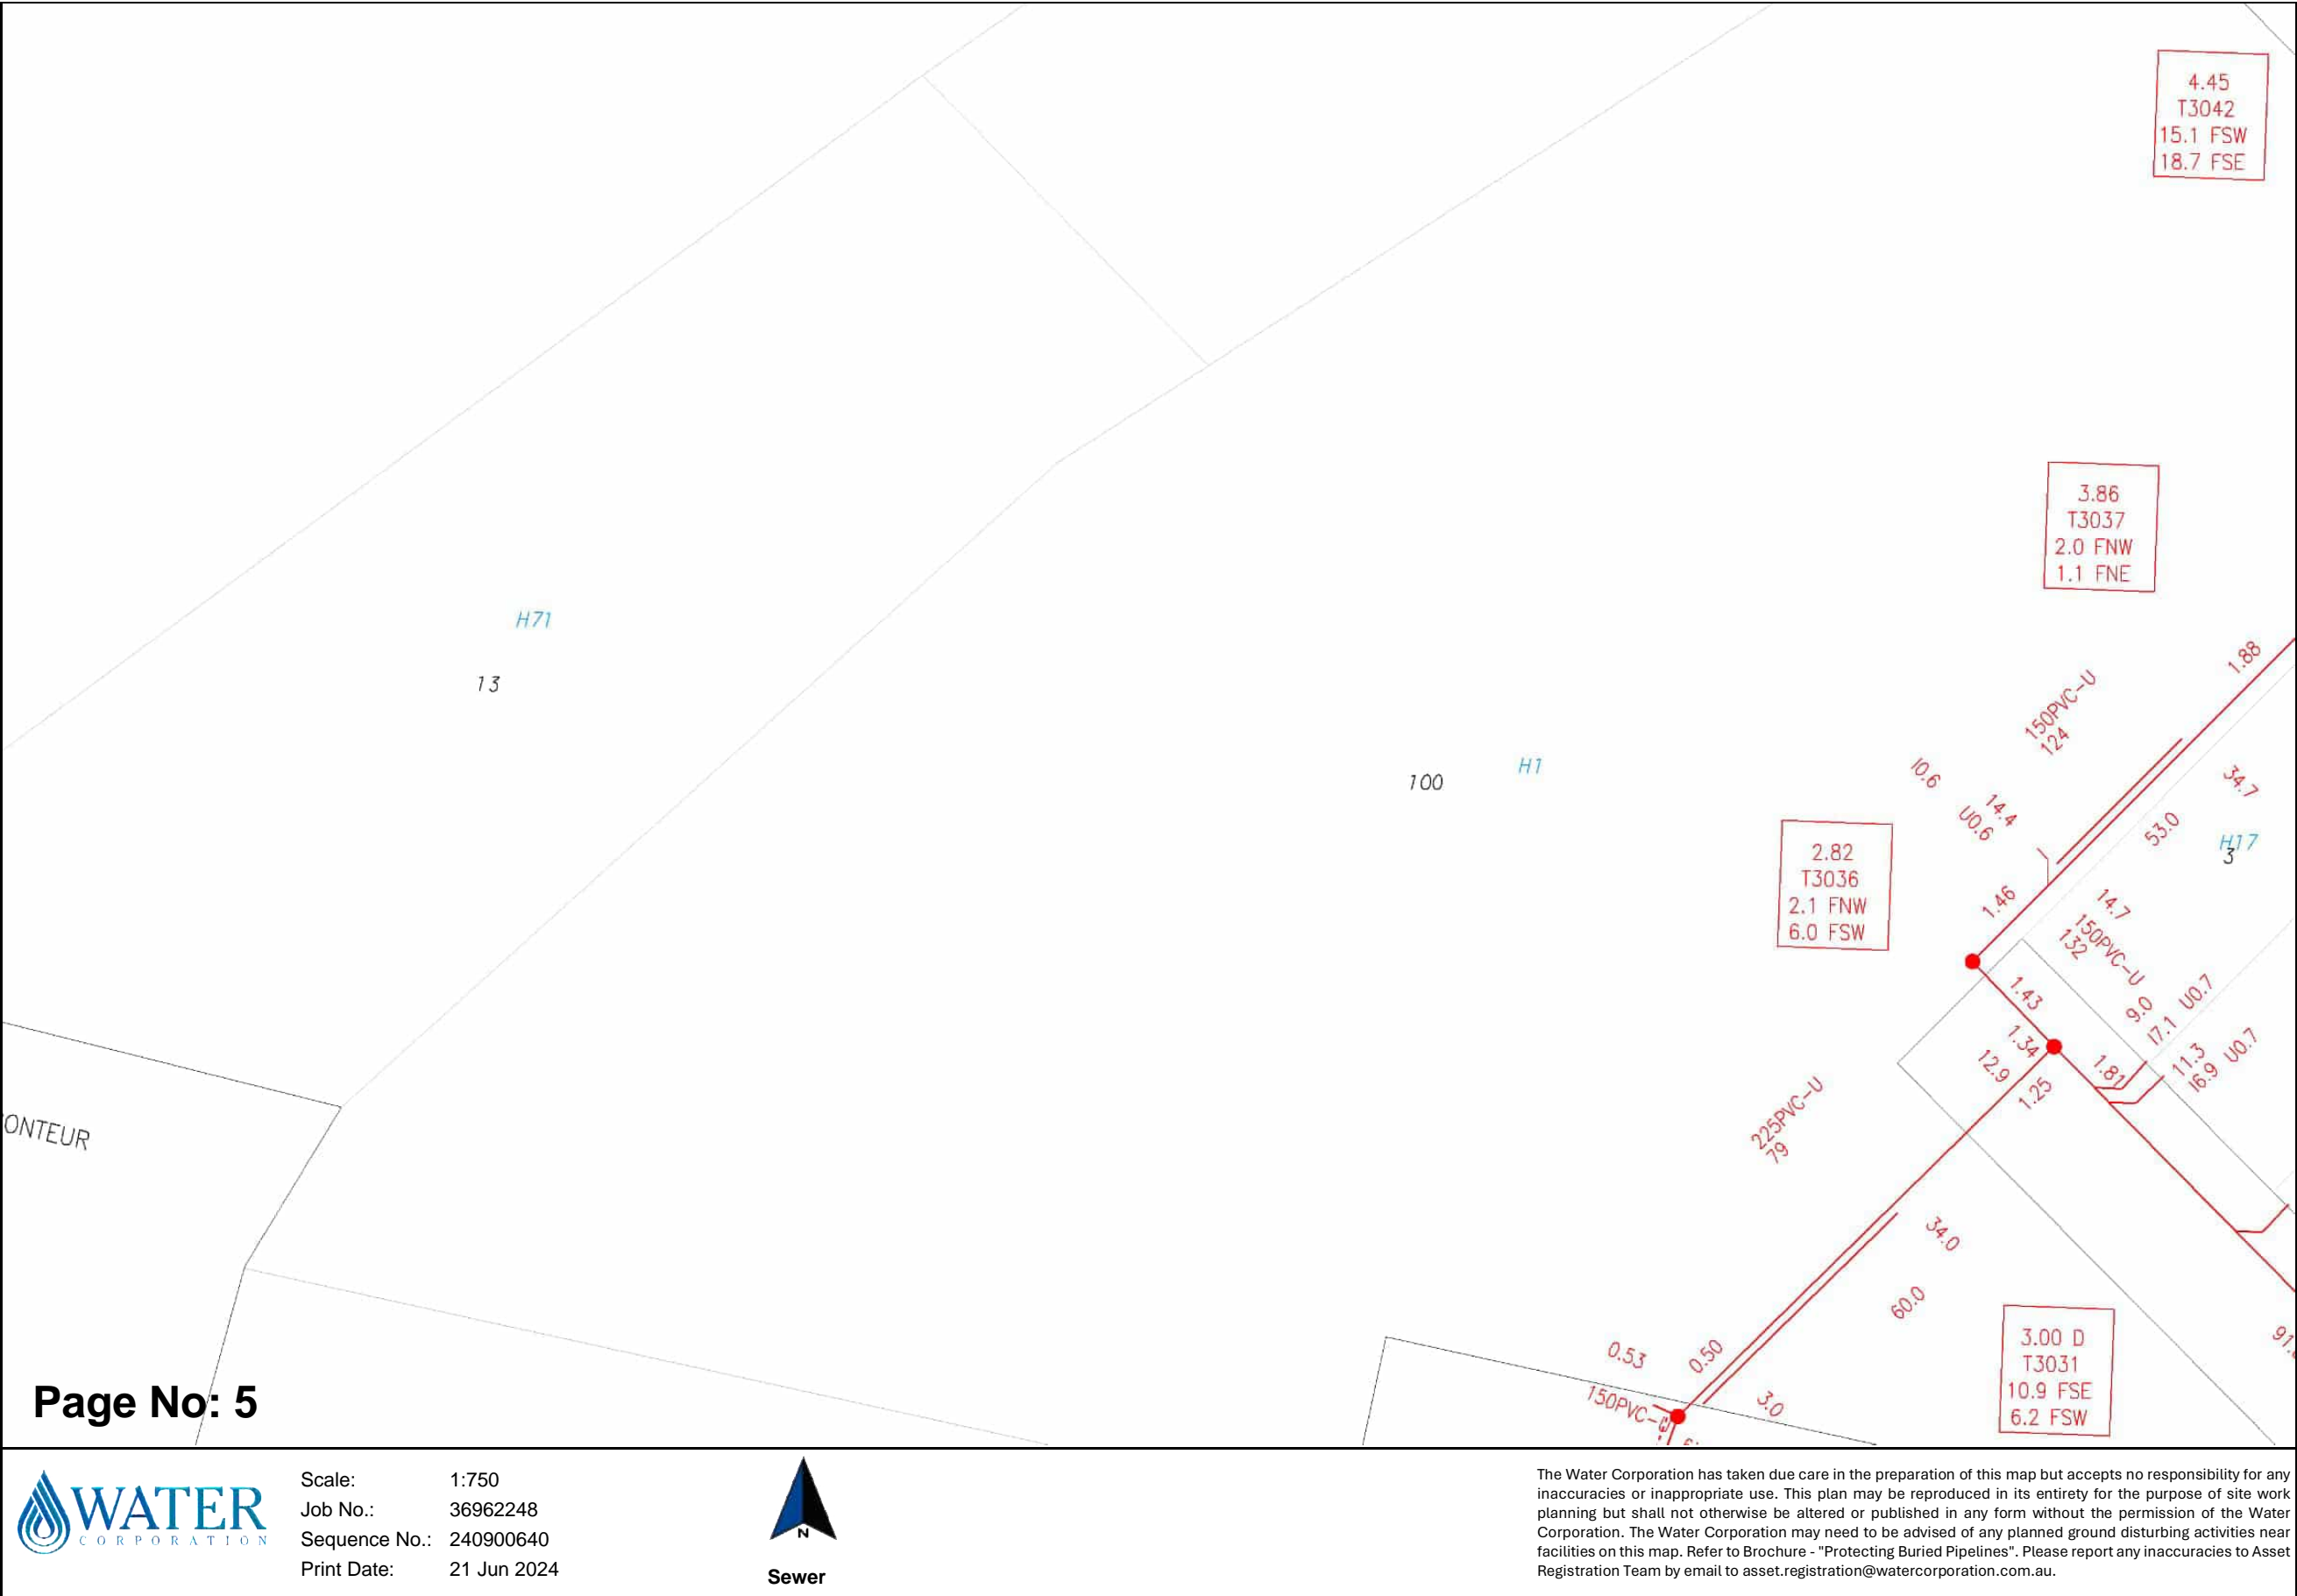 4.45
T3042
15.1 FSW
18.7 FSE
3.86
T3037
2.0 FNW
1.1 FNE
H71
13
1.88
150PVC-U
124
100
H1
10.6
14.4
U0.6
34.7
53.0
H17
3
2.82
T3036
2.1 FNW
6.0 FSW
1.46
14.7
150PVC-U
132
1.43
9.0
17.1 U0.7
1.34
12.9
1.25
1.81
11.3
16.9 U0.7
ONTEUR
225PVC-U
79
34.0
60.0
3.00 D
T3031
10.9 FSE
6.2 FSW
91.
0.53
0.50
150PVC-
3.0
Page No: 5
WATER
CORPORATION
Scale: 1:750
Job No.: 36962248
Sequence No.: 240900640
Print Date: 21 Jun 2024
N
Sewer
The Water Corporation has taken due care in the preparation of this map but accepts no responsibility for any
inaccuracies or inappropriate use. This plan may be reproduced in its entirety for the purpose of site work
planning but shall not otherwise be altered or published in any form without the permission of the Water
Corporation. The Water Corporation may need to be advised of any planned ground disturbing activities near
facilities on this map. Refer to Brochure - "Protecting Buried Pipelines". Please report any inaccuracies to Asset
Registration Team by email to asset.registration@watercorporation.com.au.